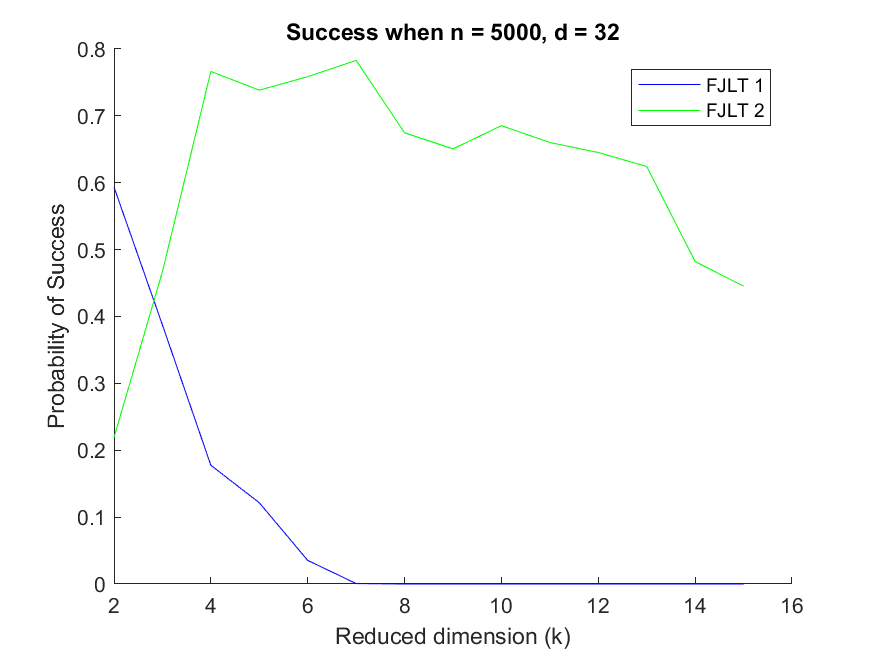 Success when n = 5000, d = 32
FJLT 1
FJLT 2
Probability of Success
0.8
0.7
0.6
0.5
0.4
0.3
0.2
0.1
0
2 4 6 8 10 12 14 16
Reduced dimension (k)